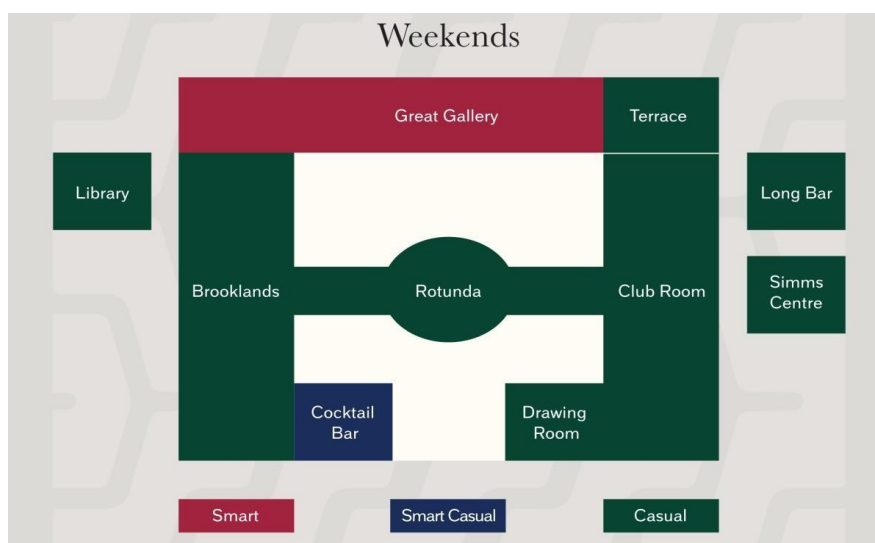 Weekends
Great Gallery
Terrace
Library
Long Bar
Brooklands
Rotunda
Club Room
Simms
Centre
Cocktail
Bar
Drawing
Room
Smart
Smart Casual
Casual